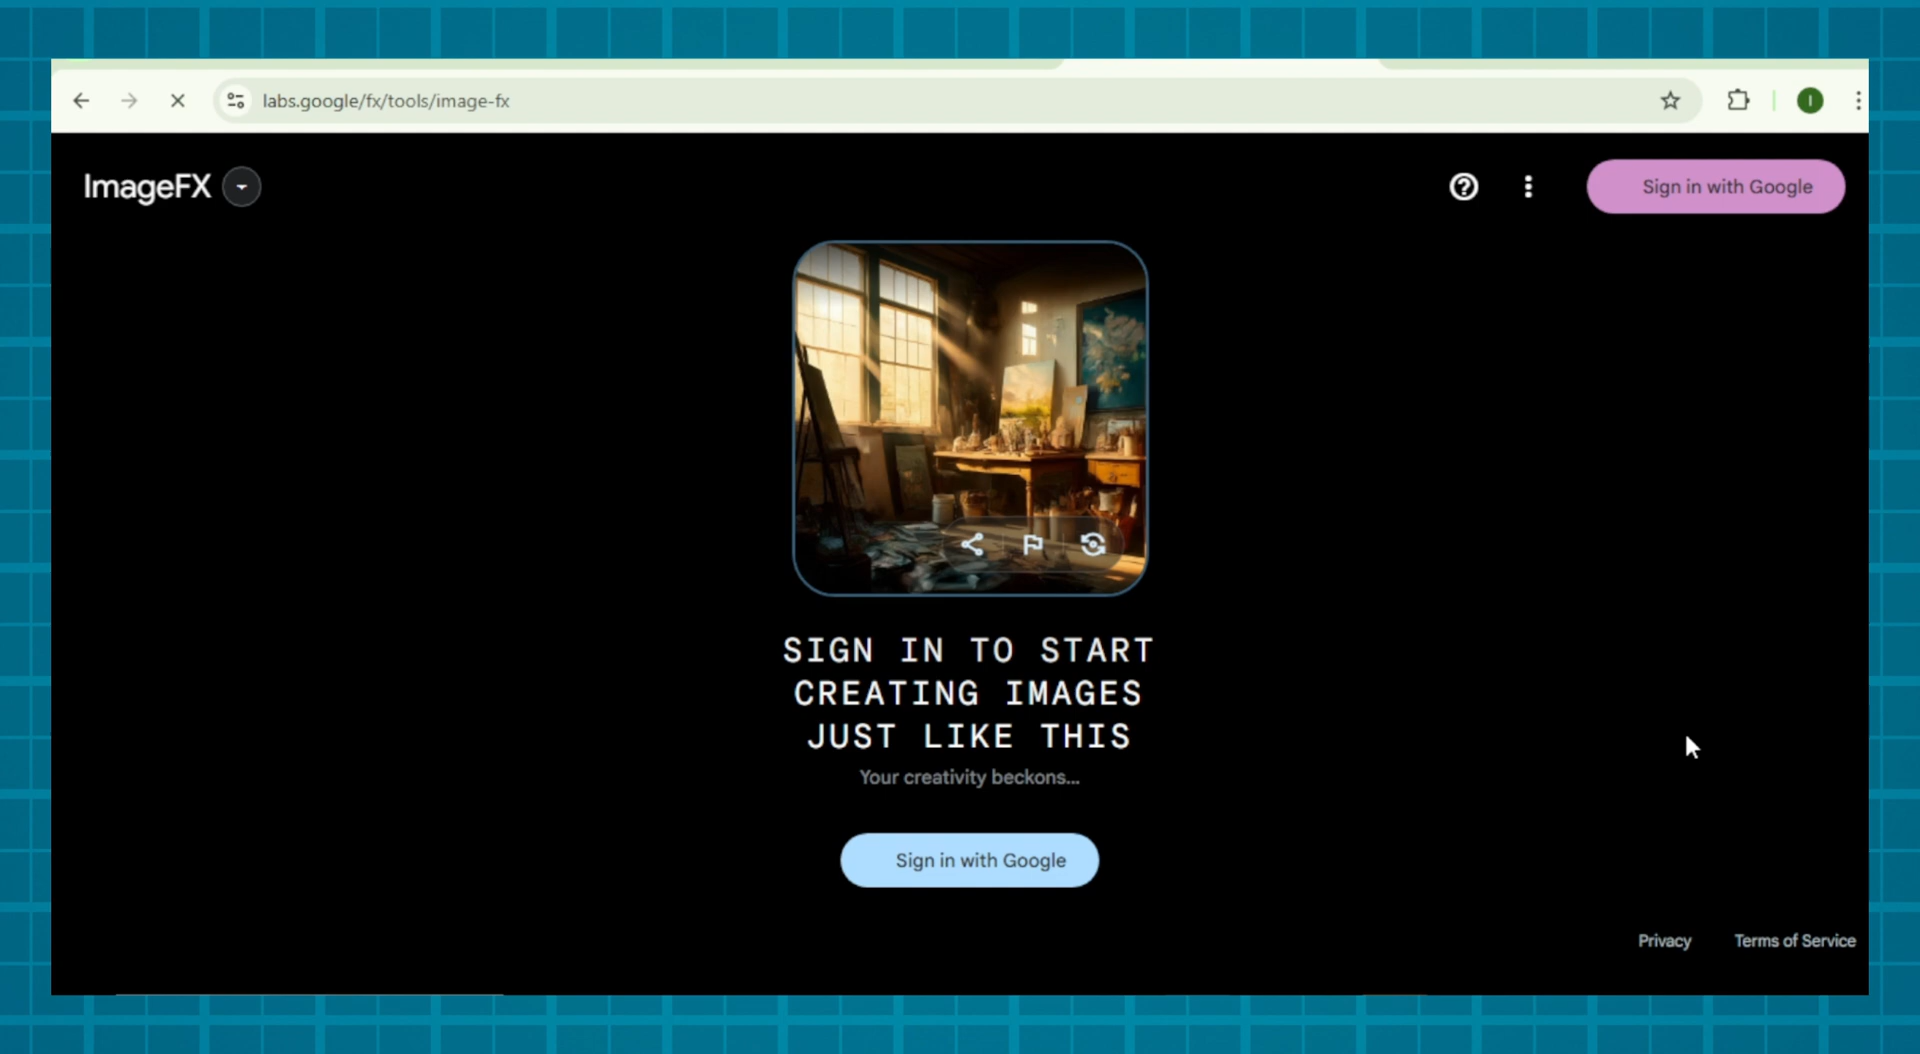 labs.google/fx/tools/image-fx
I
ImageFX
Sign in with Google
SIGN IN TO START
CREATING IMAGES
JUST LIKE THIS
Your creativity beckons...
Sign in with Google
Privacy
Terms of Service